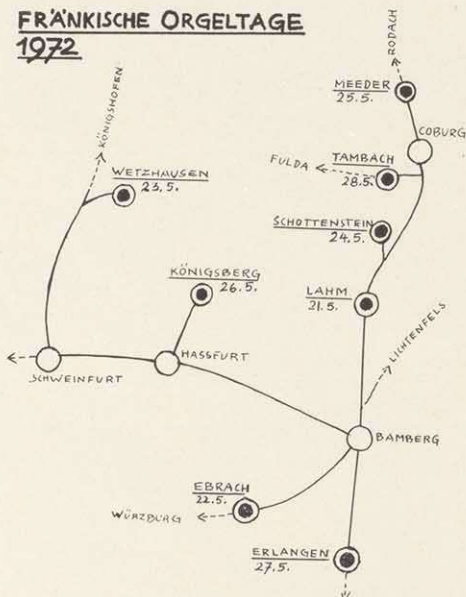 FRÄNKISCHE ORGELTAGE
1972
RODACH
MEEDER
25.5.
COBURG
KÖNIGSHOFEN
FULDA
TAMBACH
28.5.
WETZHAUSEN
23.5.
SCHOTTENSTEIN
24.5.
KÖNIGSBERG
26.5.
LAHM
21.5.
LICHTENFELS
SCHWEINFURT
HASSFURT
BAMBERG
EBRACH
22.5.
WÜRZBURG
ERLANGEN
27.5.